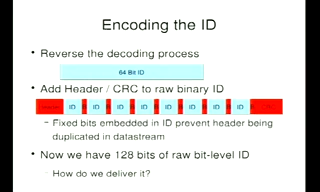 Encoding the ID
• Reverse the decoding process
64 Bit ID
• Add Header / CRC to raw binary ID
ID ID ID ID ID ID ID
– Fixed bits embedded in ID prevent header being
duplicated in datastream
• Now we have 128 bits of raw bit-level ID
– How do we deliver it?